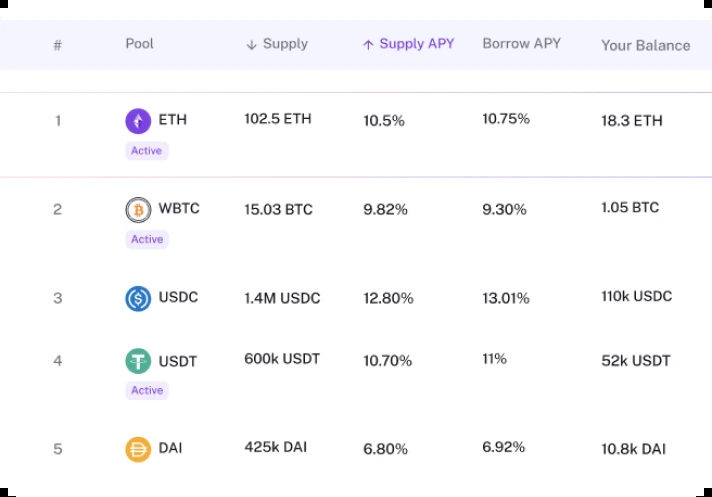 # Pool ↓ Supply ↑ Supply APY Borrow APY Your Balance
1 ETH 102.5 ETH 10.5% 10.75% 18.3 ETH
Active
2 WBTC 15.03 BTC 9.82% 9.30% 1.05 BTC
Active
3 USDC 1.4M USDC 12.80% 13.01% 110k USDC
4 USDT 600k USDT 10.70% 11% 52k USDT
Active
5 DAI 425k DAI 6.80% 6.92% 10.8k DAI